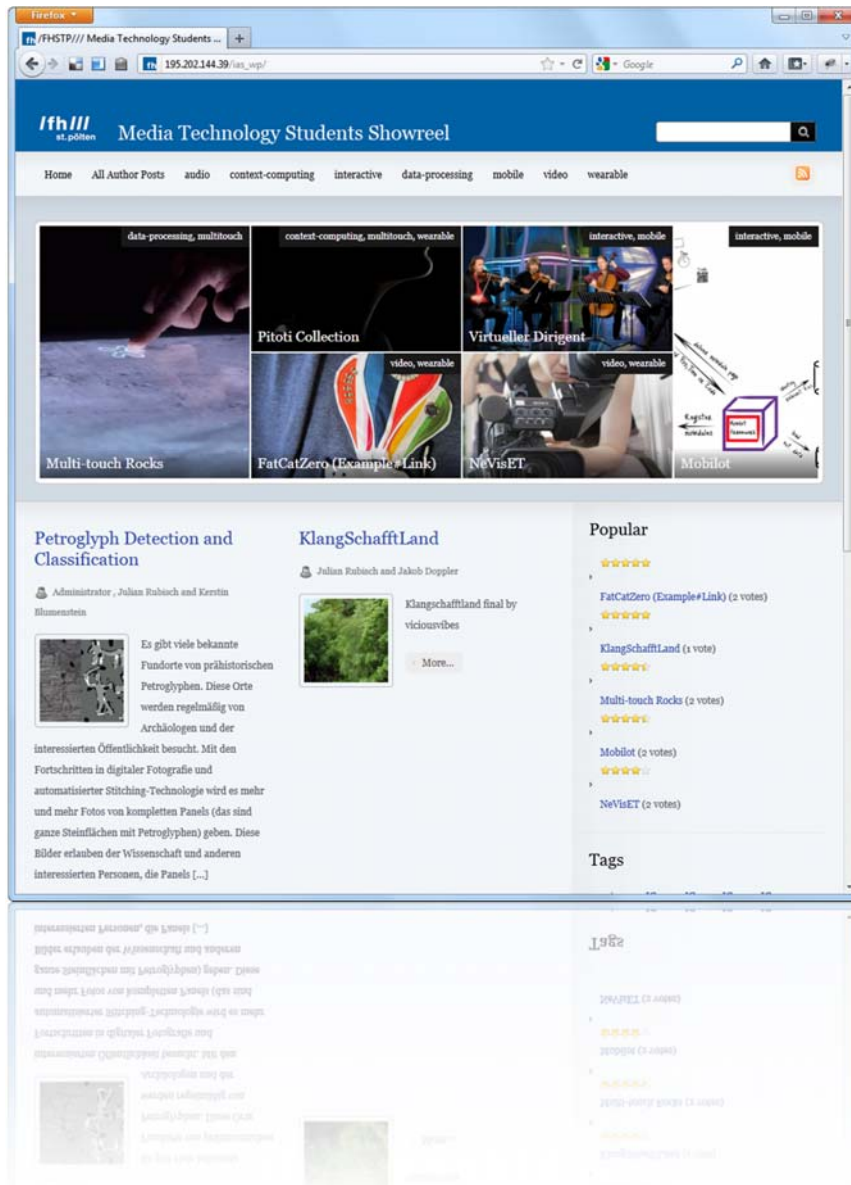 Firefox
/FHSTP/// Media Technology Students ...
195.202.144.39/ias_wp/
Google
/fh///
st.pölten
Media Technology Students Showreel
Home All Author Posts audio context-computing interactive data-processing mobile video wearable
data-processing, multitouch
Multi-touch Rocks
context-computing, multitouch, wearable
Pitoti Collection
interactive, mobile
Virtueller Dirigent
video, wearable
FatCatZero (Example#Link)
video, wearable
NeVisET
interactive, mobile
Register
modules
Mobilot
Petroglyph Detection and
Classification
Administrator , Julian Rubisch and Kerstin
Blumenstein
Es gibt viele bekannte
Fundorte von prähistorischen
Petroglyphen. Diese Orte
werden regelmäßig von
Archäologen und der
interessierten Öffentlichkeit besucht. Mit den
Fortschritten in digitaler Fotografie und
automatisierter Stitching-Technologie wird es mehr
und mehr Fotos von kompletten Panels (das sind
ganze Steinflächen mit Petroglyphen) geben. Diese
Bilder erlauben der Wissenschaft und anderen
interessierten Personen, die Panels [...]
KlangSchafftLand
Julian Rubisch and Jakob Doppler
Klangschafftland final by
viciousvibes
More...
Popular
FatCatZero (Example#Link) (2 votes)
KlangSchafftLand (1 vote)
Multi-touch Rocks (2 votes)
Mobilot (2 votes)
NeVisET (2 votes)
Tags